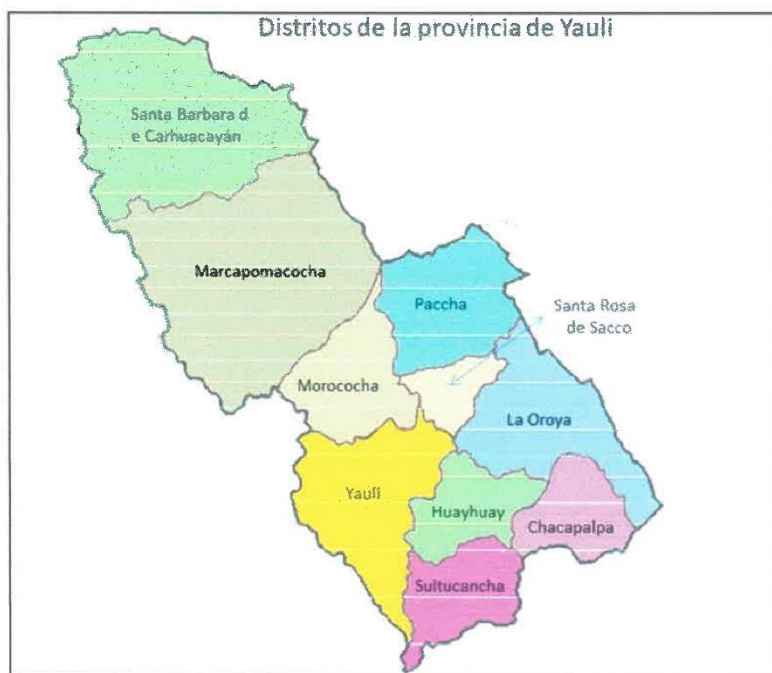 Distritos de la provincia de Yauli
Santa Barbara d
e Carhuacayán
Marcapomacocha
Paccha
Santa Rosa
de Sacco
Morococha
La Oroya
Yauli
Huayhuay
Chacapalpa
Suitucancha